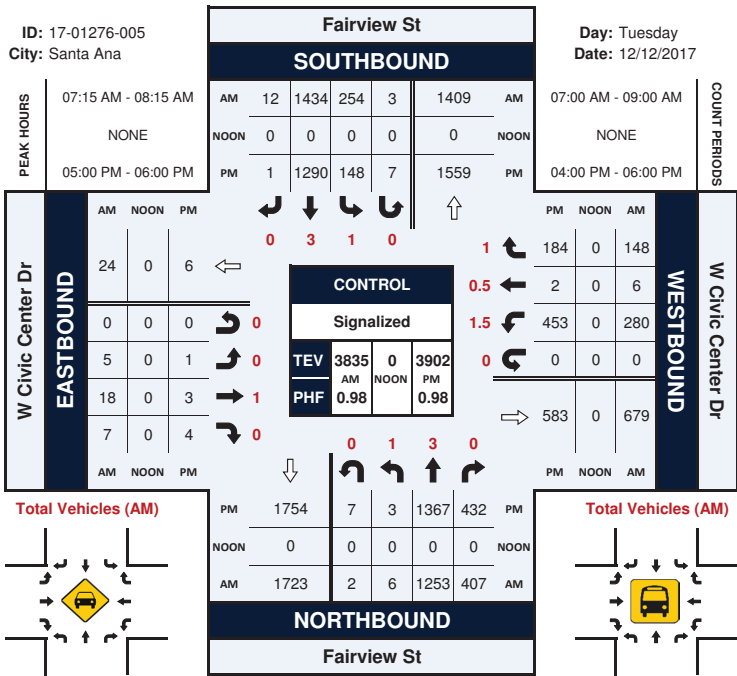 ID: 17-01276-005
City: Santa Ana
Fairview St
SOUTHBOUND
Day: Tuesday
Date: 12/12/2017
PEAK HOURS
07:15 AM - 08:15 AM
NONE
05:00 PM - 06:00 PM
AM 12 1434 254 3 1409 AM
NOON 0 0 0 0 0 NOON
PM 1 1290 148 7 1559 PM
07:00 AM - 09:00 AM
NONE
04:00 PM - 06:00 PM
COUNT PERIODS
0 3 1 0
W Civic Center Dr
EASTBOUND
AM NOON PM
24 0 6
0 0 0 0
5 0 1 0
18 0 3 1
7 0 4 0
AM NOON PM
CONTROL
Signalized
TEV 3835 0 3902
AM NOON PM
PHF 0.98 0.98
PM NOON AM
1 184 0 148
0.5 2 0 6
1.5 453 0 280
0 0 0 0
583 0 679
PM NOON AM
WESTBOUND
W Civic Center Dr
0 1 3 0
PM 1754 7 3 1367 432 PM
NOON 0 0 0 0 0 NOON
AM 1723 2 6 1253 407 AM
NORTHBOUND
Fairview St
Total Vehicles (AM)
Total Vehicles (AM)